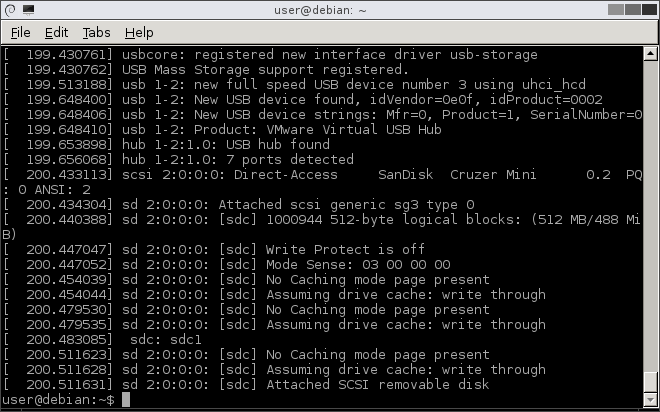 user@debian: ~
File Edit Tabs Help
[  199.430761] usbcore: registered new interface driver usb-storage
[  199.430762] USB Mass Storage support registered.
[  199.513188] usb 1-2: new full speed USB device number 3 using uhci_hcd
[  199.648400] usb 1-2: New USB device found, idVendor=0e0f, idProduct=0002
[  199.648406] usb 1-2: New USB device strings: Mfr=0, Product=1, SerialNumber=0
[  199.648410] usb 1-2: Product: VMware Virtual USB Hub
[  199.653898] hub 1-2:1.0: USB hub found
[  199.656068] hub 1-2:1.0: 7 ports detected
[  200.433113] scsi 2:0:0:0: Direct-Access     SanDisk  Cruzer Mini      0.2  PQ
: 0 ANSI: 2
[  200.434304] sd 2:0:0:0: Attached scsi generic sg3 type 0
[  200.440388] sd 2:0:0:0: [sdc] 1000944 512-byte logical blocks: (512 MB/488 Mi
B)
[  200.447047] sd 2:0:0:0: [sdc] Write Protect is off
[  200.447052] sd 2:0:0:0: [sdc] Mode Sense: 03 00 00 00
[  200.454039] sd 2:0:0:0: [sdc] No Caching mode page present
[  200.454044] sd 2:0:0:0: [sdc] Assuming drive cache: write through
[  200.479530] sd 2:0:0:0: [sdc] No Caching mode page present
[  200.479535] sd 2:0:0:0: [sdc] Assuming drive cache: write through
[  200.483085]  sdc: sdc1
[  200.511623] sd 2:0:0:0: [sdc] No Caching mode page present
[  200.511628] sd 2:0:0:0: [sdc] Assuming drive cache: write through
[  200.511631] sd 2:0:0:0: [sdc] Attached SCSI removable disk
user@debian:~$